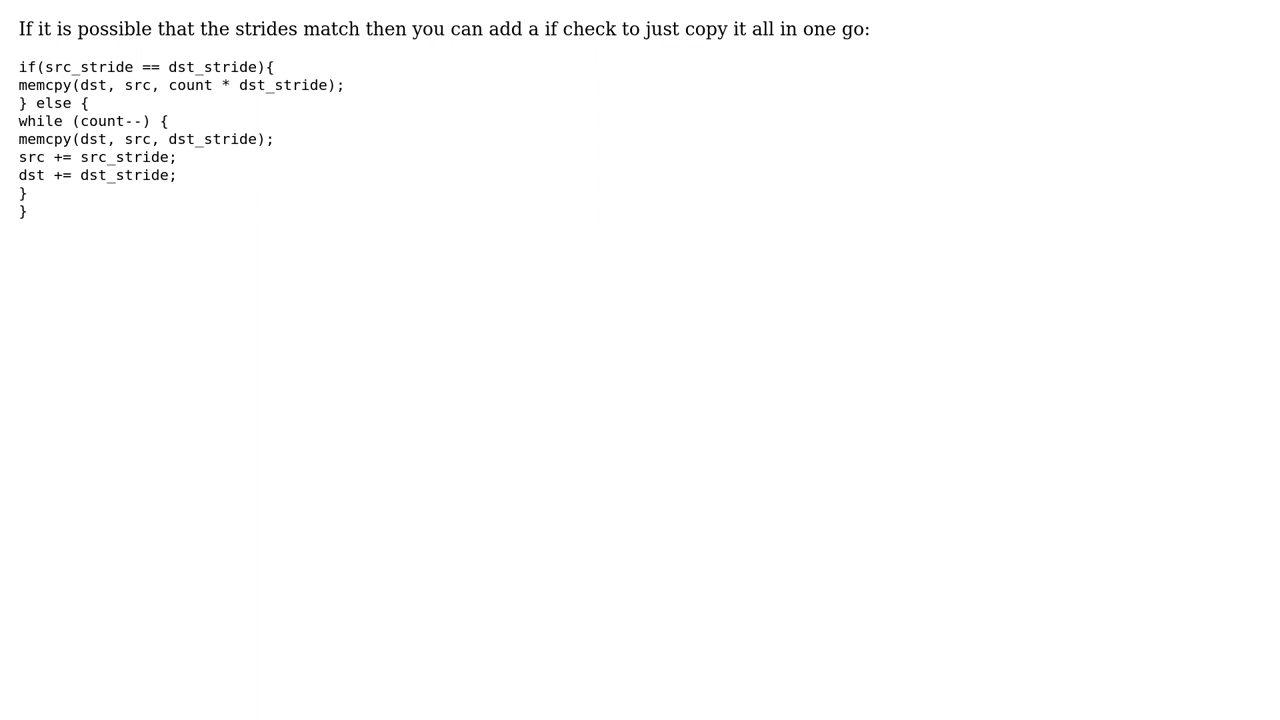 If it is possible that the strides match then you can add a if check to just copy it all in one go:
if(src_stride == dst_stride){
memcpy(dst, src, count * dst_stride);
} else {
while (count--) {
memcpy(dst, src, dst_stride);
src += src_stride;
dst += dst_stride;
}
}